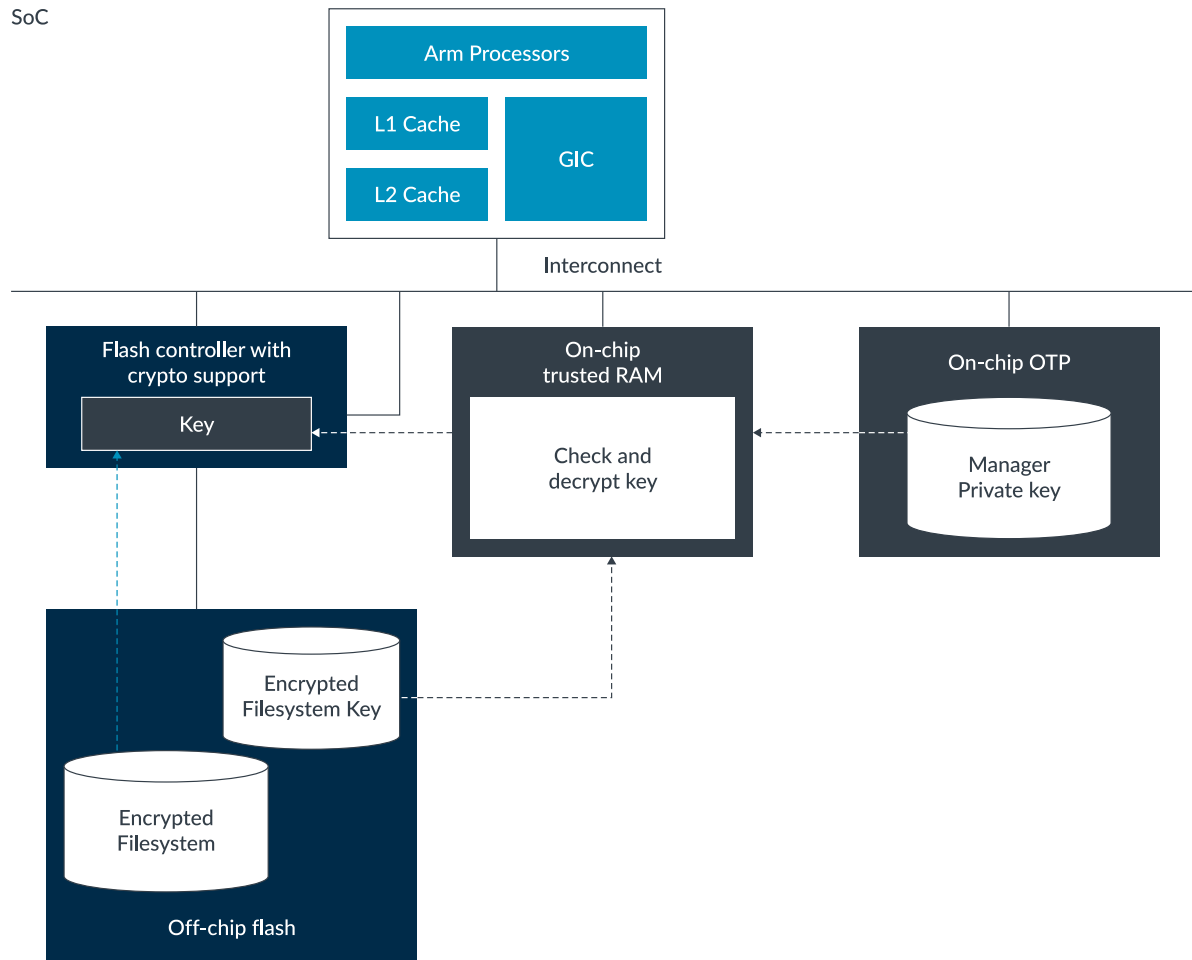 SoC
Arm Processors
L1 Cache
GIC
L2 Cache
Interconnect
Flash controller with
crypto support
Key
On-chip
trusted RAM
Check and
decrypt key
On-chip OTP
Manager
Private key
Encrypted
Filesystem Key
Encrypted
Filesystem
Off-chip flash